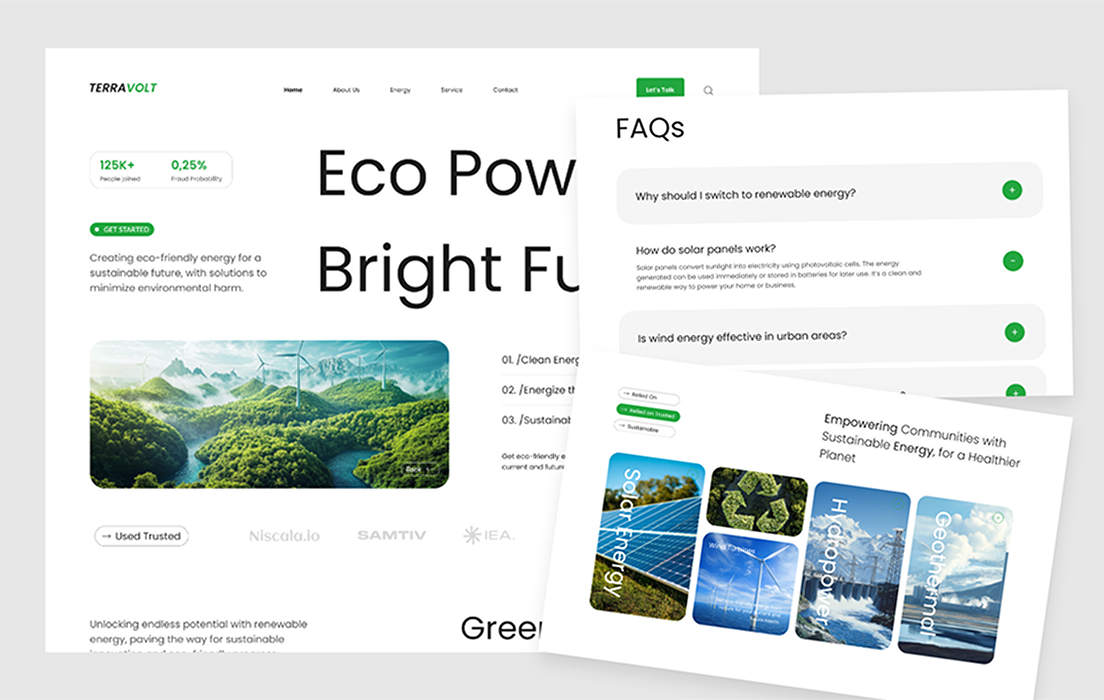 TERRAVOLT
Home
About Us
Energy
Service
Contact
Let's Talk
125K+
People joined
0,25%
Fraud Probability
GET STARTED
Creating eco-friendly energy for a
sustainable future, with solutions to
minimize environmental harm.
Eco Pow
Bright Fu
01. /Clean Energ
02. /Energize th
03. /Sustainab
Get eco-friendly e
current and future
Back
→ Used Trusted
Niscala.io
SAMTIV
IEA.
Unlocking endless potential with renewable
energy, paving the way for sustainable
Green
FAQs
Why should I switch to renewable energy?
+
How do solar panels work?
-
Solar panels convert sunlight into electricity using photovoltaic cells. The energy
generated can be used immediately or stored in batteries for later use. It's a clean and
renewable way to power your home or business.
Is wind energy effective in urban areas?
+
+
→ Relied On
→ Relied on Trusted
→ Sustainable
Empowering Communities with
Sustainable Energy, for a Healthier
Planet
Solar Energy
Wind Turbines
future needs
Hydropower
Geothermal